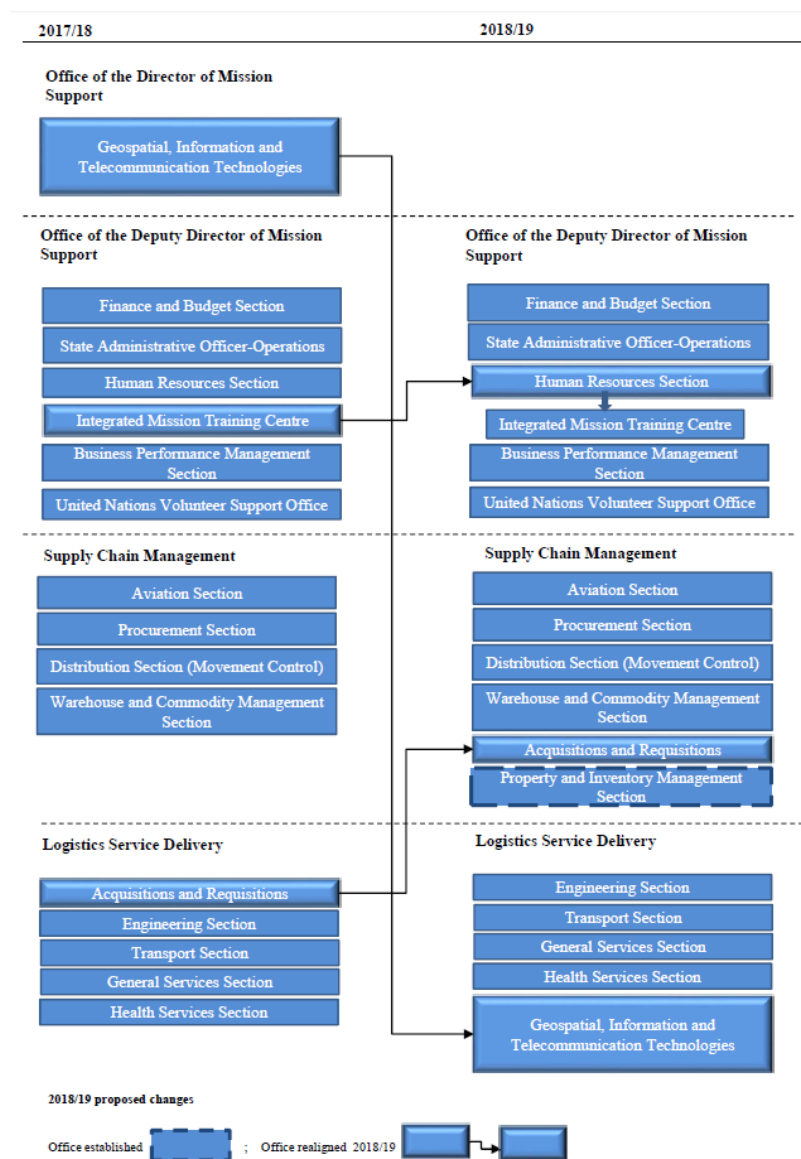 2017/18
2018/19
Office of the Director of Mission
Support
Geospatial, Information and
Telecommunication Technologies
Office of the Deputy Director of Mission
Support
Finance and Budget Section
State Administrative Officer-Operations
Human Resources Section
Integrated Mission Training Centre
Business Performance Management
Section
United Nations Volunteer Support Office
Office of the Deputy Director of Mission
Support
Finance and Budget Section
State Administrative Officer-Operations
Human Resources Section
Integrated Mission Training Centre
Business Performance Management
Section
United Nations Volunteer Support Office
Supply Chain Management
Aviation Section
Procurement Section
Distribution Section (Movement Control)
Warehouse and Commodity Management
Section
Supply Chain Management
Aviation Section
Procurement Section
Distribution Section (Movement Control)
Warehouse and Commodity Management
Section
Acquisitions and Requisitions
Property and Inventory Management
Section
Logistics Service Delivery
Acquisitions and Requisitions
Engineering Section
Transport Section
General Services Section
Health Services Section
Logistics Service Delivery
Engineering Section
Transport Section
General Services Section
Health Services Section
Geospatial, Information and
Telecommunication Technologies
2018/19 proposed changes
Office established ; Office realigned 2018/19